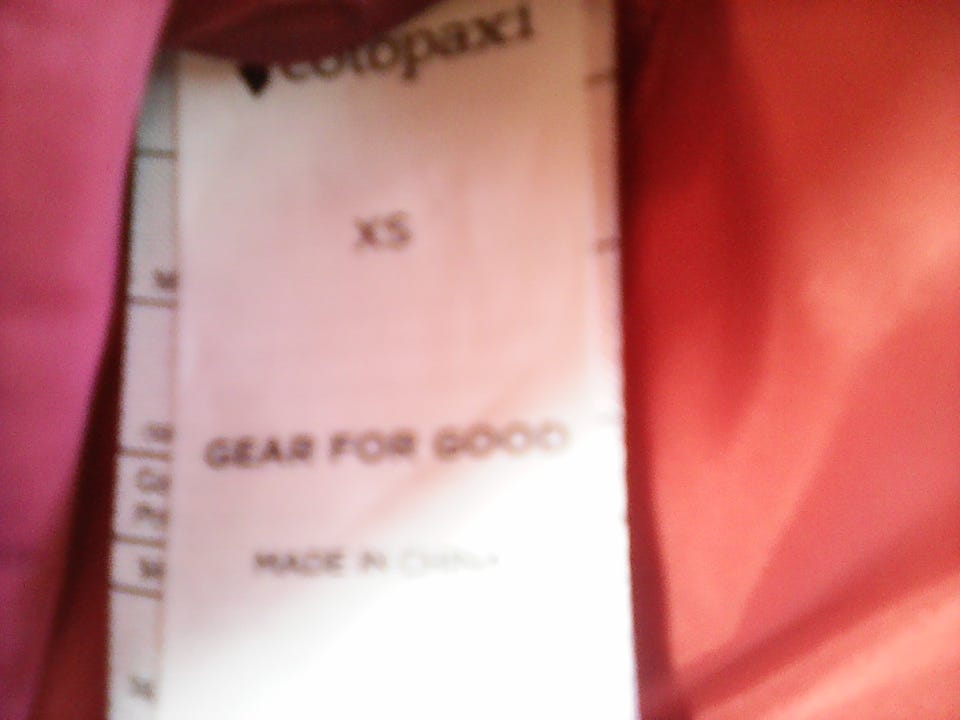 cotopaxi
XS
GEAR FOR GOOD
MADE IN CHINA